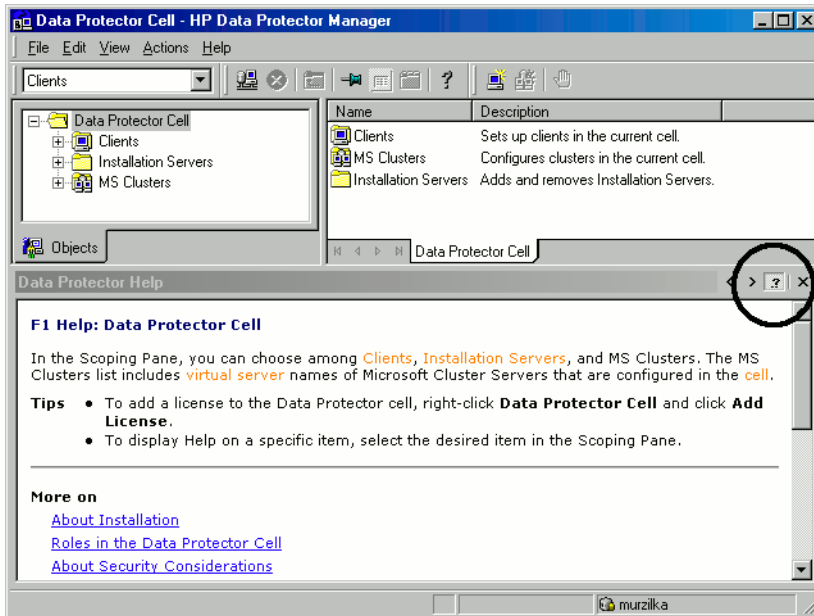 Data Protector Cell - HP Data Protector Manager
File Edit View Actions Help
Clients
Data Protector Cell
Clients
Installation Servers
MS Clusters
Objects
Name Description
Clients Sets up clients in the current cell.
MS Clusters Configures clusters in the current cell.
Installation Servers Adds and removes Installation Servers.
Data Protector Cell
Data Protector Help
F1 Help: Data Protector Cell
In the Scoping Pane, you can choose among Clients, Installation Servers, and MS Clusters. The MS
Clusters list includes virtual server names of Microsoft Cluster Servers that are configured in the cell.
Tips • To add a license to the Data Protector cell, right-click Data Protector Cell and click Add
License.
• To display Help on a specific item, select the desired item in the Scoping Pane.
More on
About Installation
Roles in the Data Protector Cell
About Security Considerations
murzilka